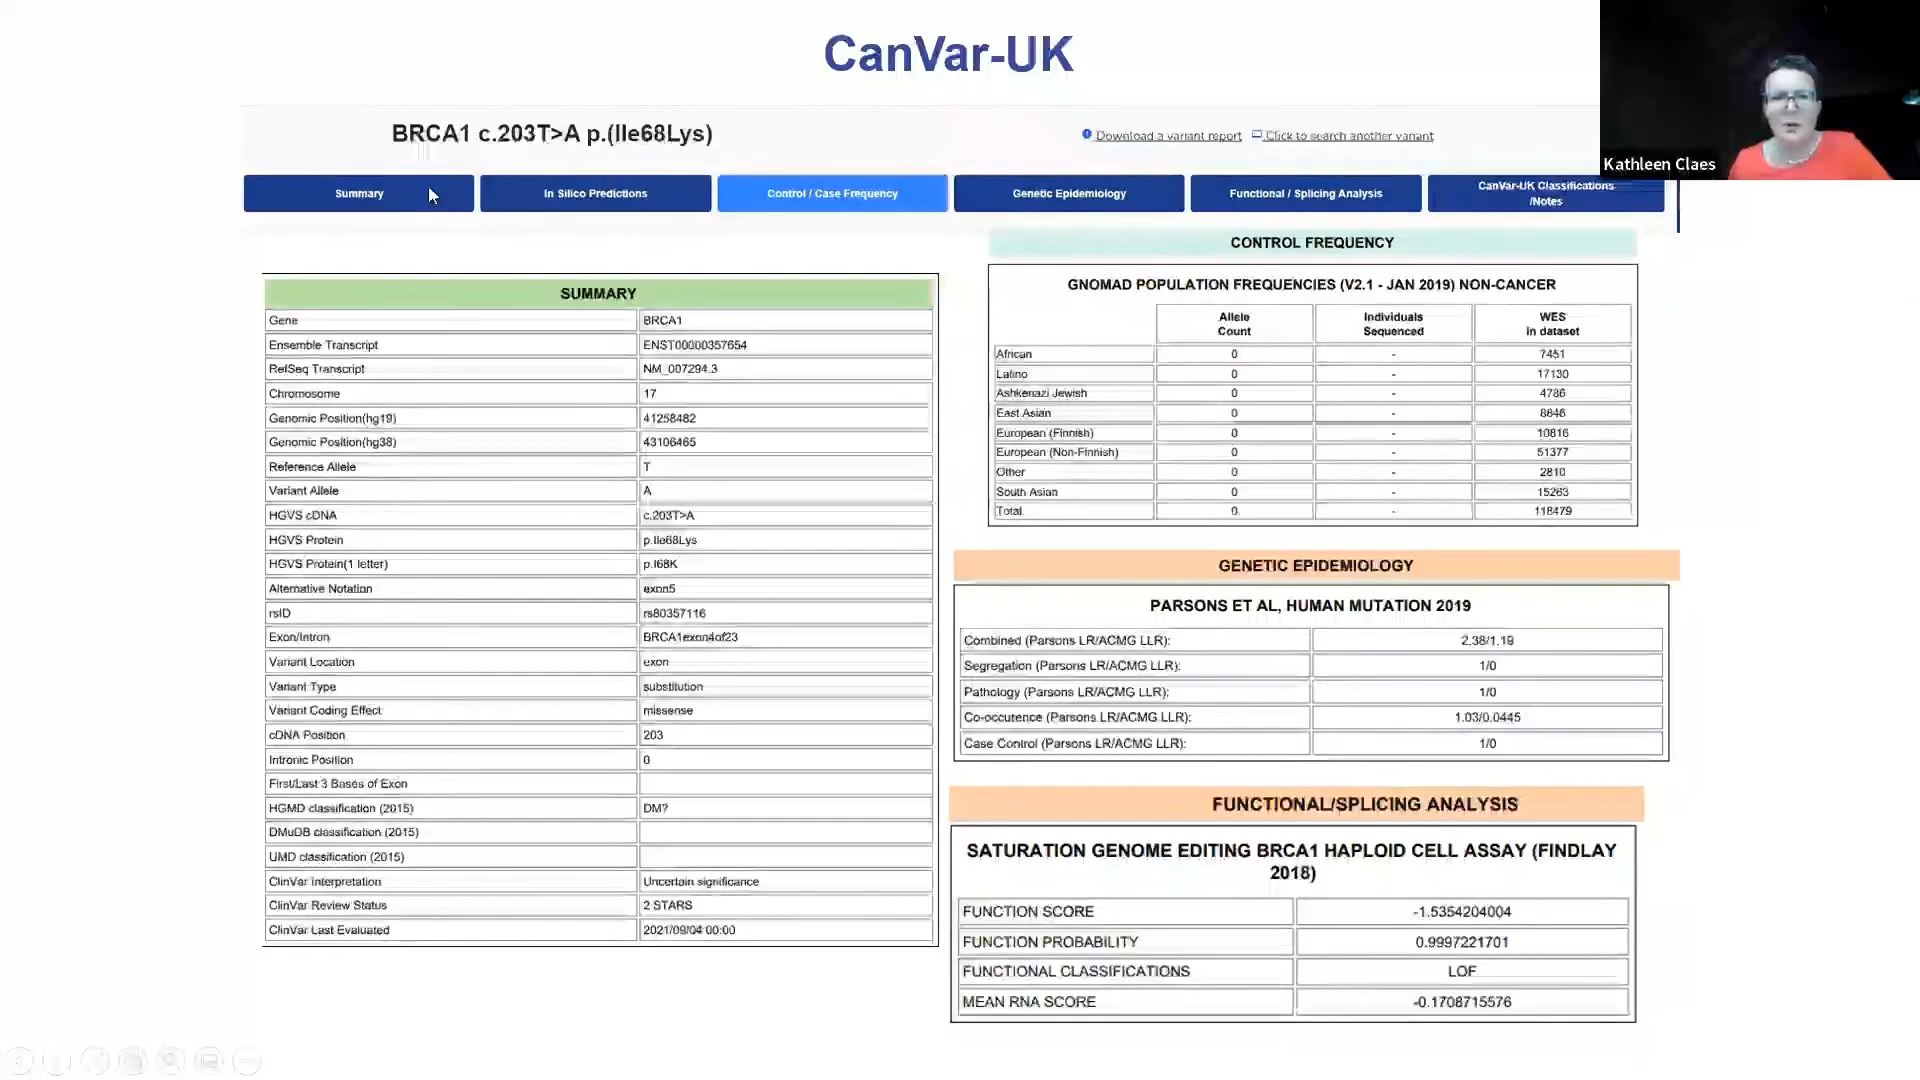 CanVar-UK
Kathleen Claes
BRCA1 c.203T>A p.(Ile68Lys)
Download a variant report Click to search another variant
Summary
In Silico Predictions
Control / Case Frequency
Genetic Epidemiology
Functional / Splicing Analysis
CanVar-UK Classifications
/Notes
SUMMARY
Gene BRCA1
Ensemble Transcript ENST00000357654
RefSeq Transcript NM_007294.3
Chromosome 17
Genomic Position(hg19) 41258482
Genomic Position(hg38) 43106465
Reference Allele T
Variant Allele A
HGVS cDNA c.203T>A
HGVS Protein p.Ile68Lys
HGVS Protein(1 letter) p.I68K
Alternative Notation exon5
rsID rs80357116
Exon/Intron BRCA1exon4of23
Variant Location exon
Variant Type substitution
Variant Coding Effect missense
cDNA Position 203
Intronic Position 0
First/Last 3 Bases of Exon
HGMD classification (2015) DM?
DMuDB classification (2015)
UMD classification (2015)
ClinVar Interpretation Uncertain significance
ClinVar Review Status 2 STARS
ClinVar Last Evaluated 2021/09/04 00:00
CONTROL FREQUENCY
GNOMAD POPULATION FREQUENCIES (V2.1 - JAN 2019) NON-CANCER
Allele Count Individuals Sequenced WES in dataset
African 0 - 7451
Latino 0 - 17130
Ashkenazi Jewish 0 - 4786
East Asian 0 - 8846
European (Finnish) 0 - 10816
European (Non-Finnish) 0 - 51377
Other 0 - 2810
South Asian 0 - 15263
Total 0 - 118479
GENETIC EPIDEMIOLOGY
PARSONS ET AL, HUMAN MUTATION 2019
Combined (Parsons LR/ACMG LLR): 2.38/1.19
Segregation (Parsons LR/ACMG LLR): 1/0
Pathology (Parsons LR/ACMG LLR): 1/0
Co-occurence (Parsons LR/ACMG LLR): 1.03/0.0445
Case Control (Parsons LR/ACMG LLR): 1/0
FUNCTIONAL/SPLICING ANALYSIS
SATURATION GENOME EDITING BRCA1 HAPLOID CELL ASSAY (FINDLAY
2018)
FUNCTION SCORE -1.5354204004
FUNCTION PROBABILITY 0.9997221701
FUNCTIONAL CLASSIFICATIONS LOF
MEAN RNA SCORE -0.1708715576